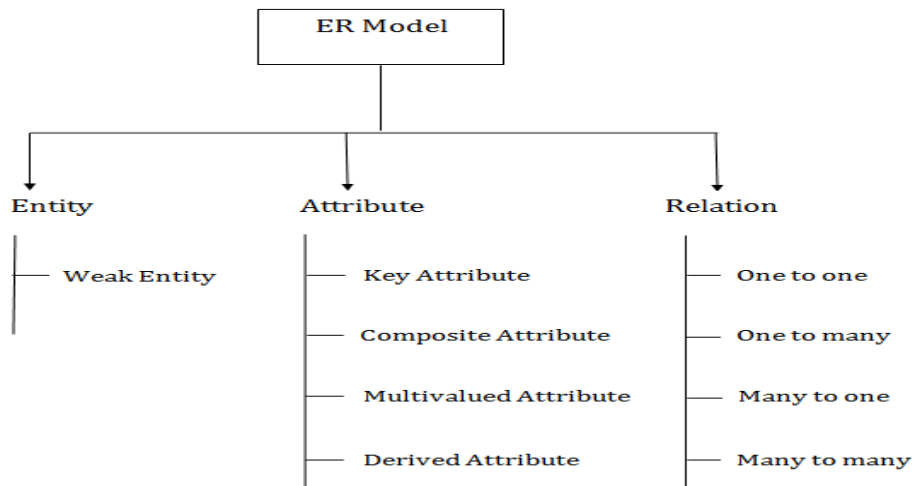 ER Model
Entity
Attribute
Relation
Weak Entity
Key Attribute
Composite Attribute
Multivalued Attribute
Derived Attribute
One to one
One to many
Many to one
Many to many